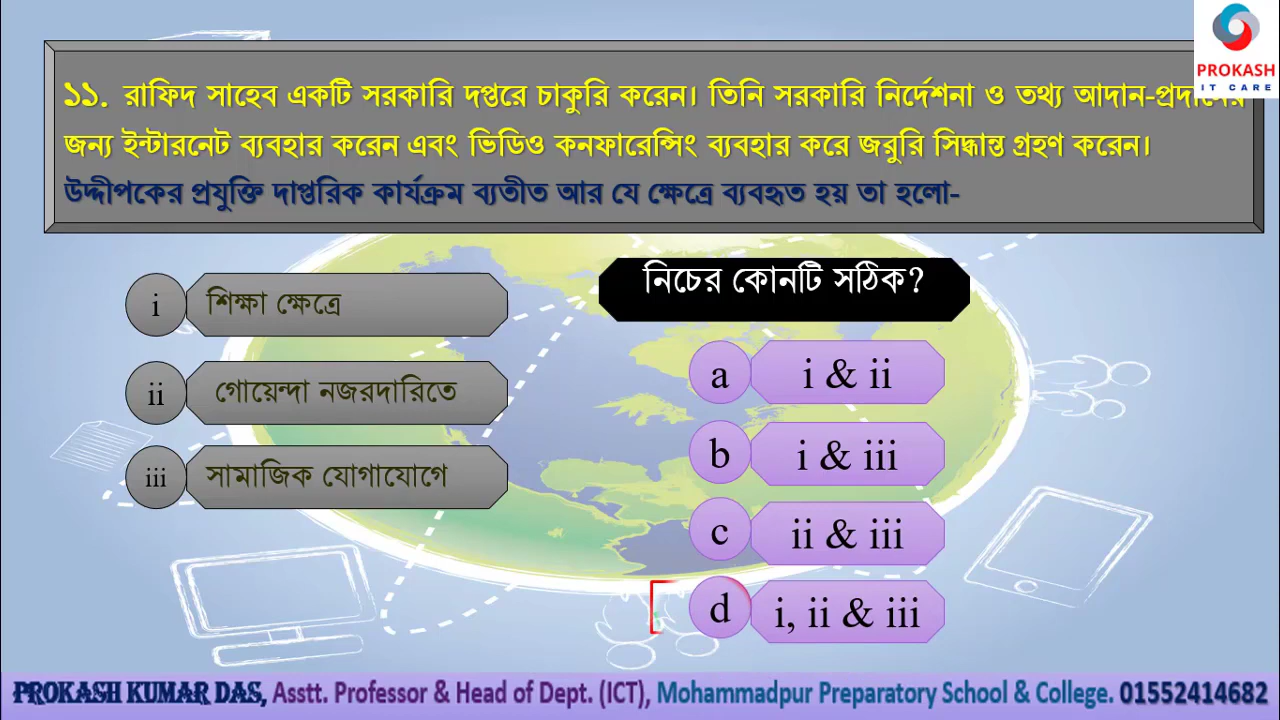 PROKASH
IT CARE
১১. রাফিদ সাহেব একটি সরকারি দপ্তরে চাকুরি করেন। তিনি সরকারি নির্দেশনা ও তথ্য
জন্য ইন্টারনেট ব্যবহার করেন এবং ভিডিও কনফারেন্সিং ব্যবহার করে জরুরি সিদ্ধান্ত গ্রহণ করেন।
উদ্দীপকের প্রযুক্তি দাপ্তরিক কার্যক্রম ব্যতীত আর যে ক্ষেত্রে ব্যবহৃত হয় তা হলো-
i শিক্ষা ক্ষেত্রে
ii গোয়েন্দা নজরদারিতে
iii সামাজিক যোগাযোগে
নিচের কোনটি সঠিক?
a i & ii
b i & iii
c ii & iii
d i, ii & iii
PROKASH KUMAR DAS, Asstt. Professor & Head of Dept. (ICT), Mohammadpur Preparatory School & College. 01552414682